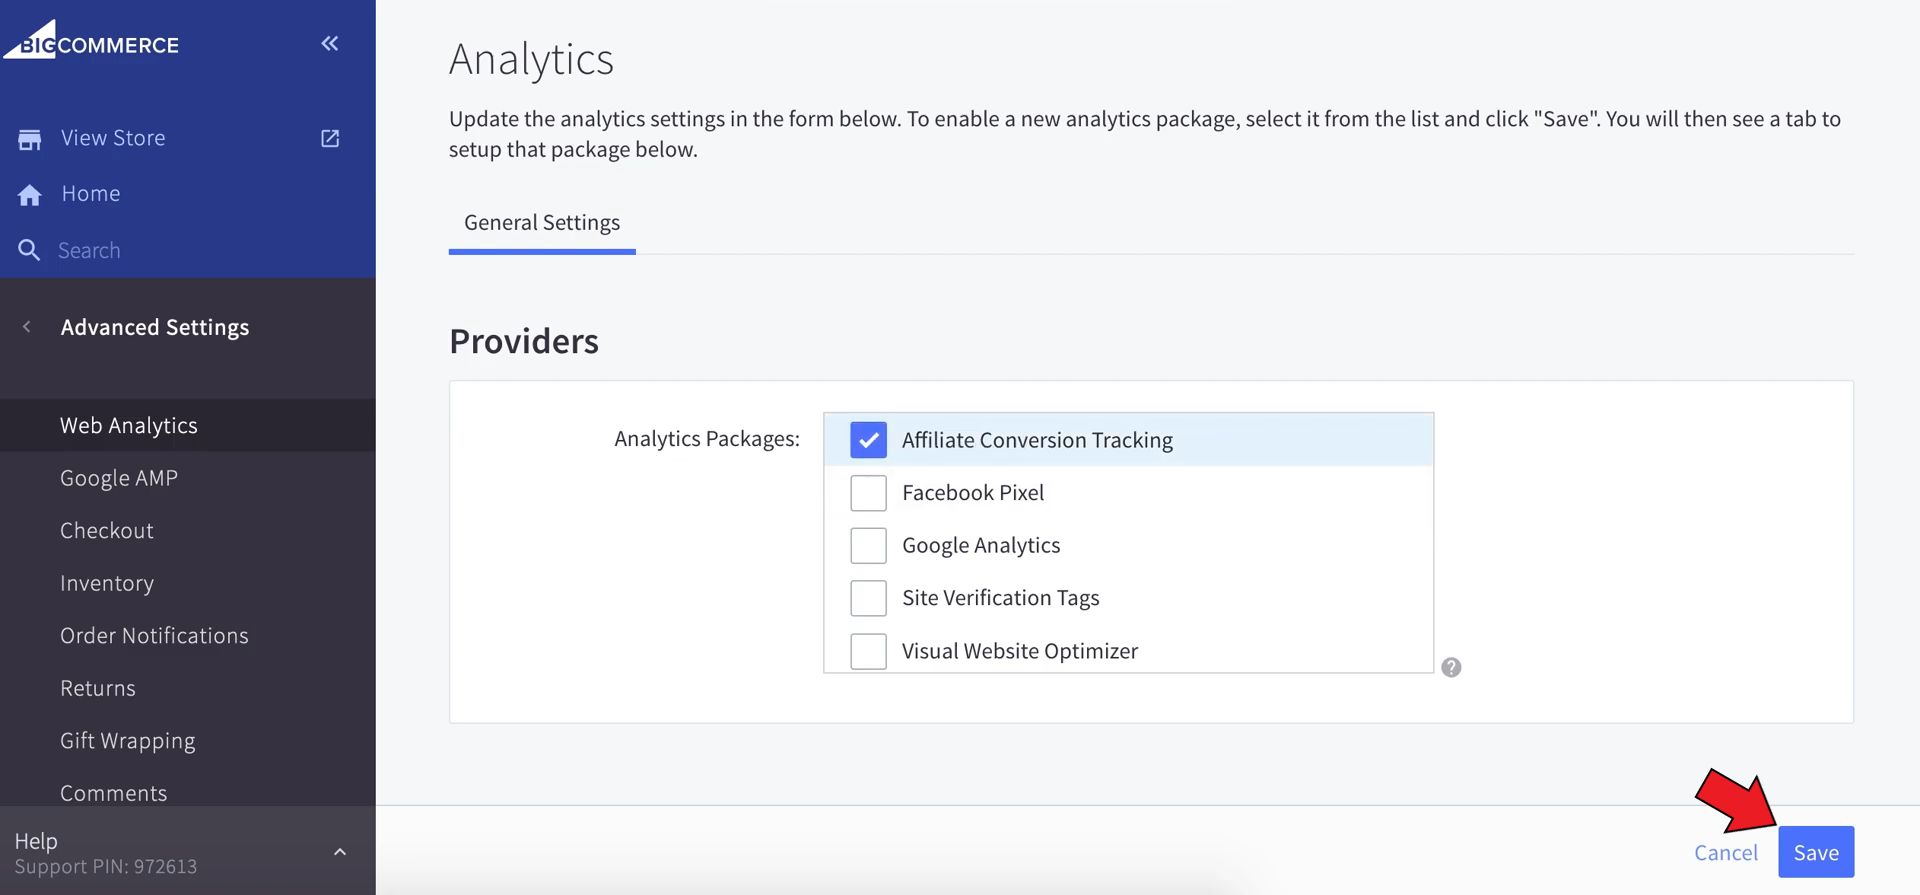 BIGCOMMERCE
View Store
Home
Search
Advanced Settings
Web Analytics
Google AMP
Checkout
Inventory
Order Notifications
Returns
Gift Wrapping
Comments
Help
Support PIN: 972613
Analytics
Update the analytics settings in the form below. To enable a new analytics package, select it from the list and click "Save". You will then see a tab to
setup that package below.
General Settings
Providers
Analytics Packages:
Affiliate Conversion Tracking
Facebook Pixel
Google Analytics
Site Verification Tags
Visual Website Optimizer
?
Cancel
Save